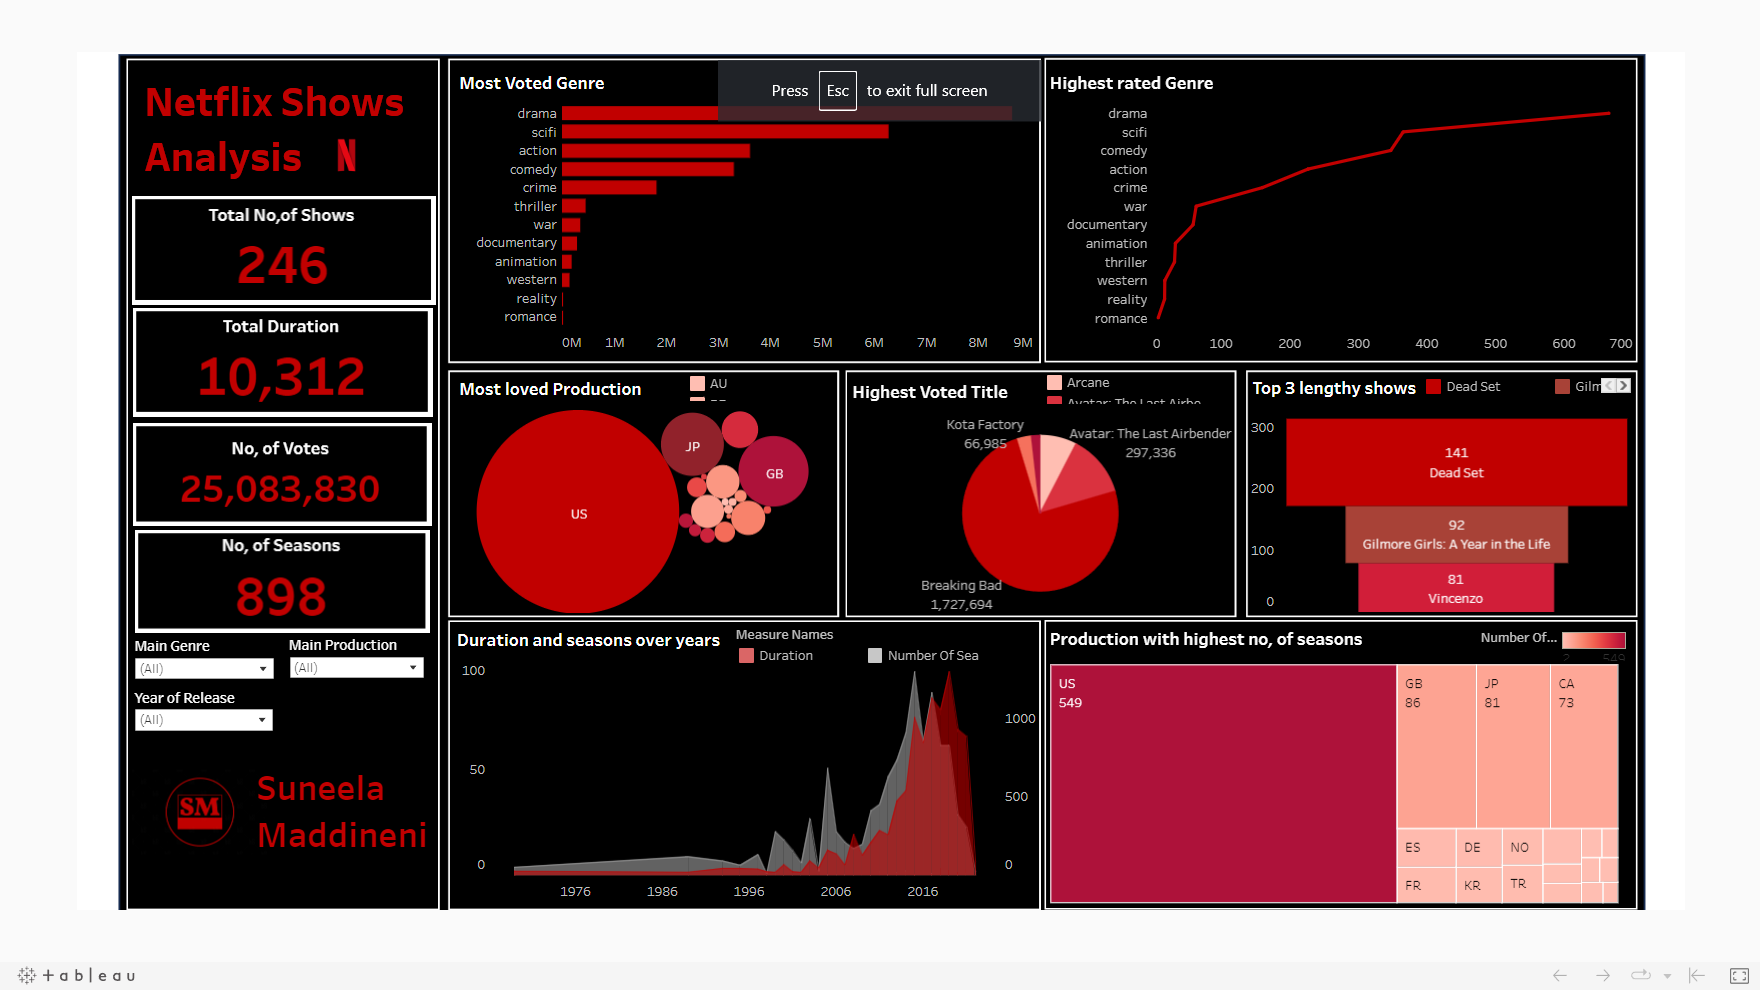 Netflix Shows
Analysis N
Total No,of Shows
246
Total Duration
10,312
No, of Votes
25,083,830
No, of Seasons
898
Main Genre
(All)
Main Production
(All)
Year of Release
(All)
SM
Suneela
Maddineni
Most Voted Genre
Press Esc to exit full screen
drama
scifi
action
comedy
crime
thriller
war
documentary
animation
western
reality
romance
0M 1M 2M 3M 4M 5M 6M 7M 8M 9M
Highest rated Genre
drama
scifi
comedy
action
crime
war
documentary
animation
thriller
western
reality
romance
0 100 200 300 400 500 600 700
Most loved Production
AU
US
JP
GB
Highest Voted Title
Arcane
Avatar: The Last Airbe
Kota Factory
66,985
Avatar: The Last Airbender
297,336
Breaking Bad
1,727,694
Top 3 lengthy shows
Dead Set
Gilm
300
200
100
0
141
Dead Set
92
Gilmore Girls: A Year in the Life
81
Vincenzo
Duration and seasons over years
Measure Names
Duration
Number Of Sea
100
50
0
1000
500
0
1976 1986 1996 2006 2016
Production with highest no, of seasons
Number Of...
2 549
US
549
GB
86
JP
81
CA
73
ES
DE
NO
FR
KR
TR
+ableau